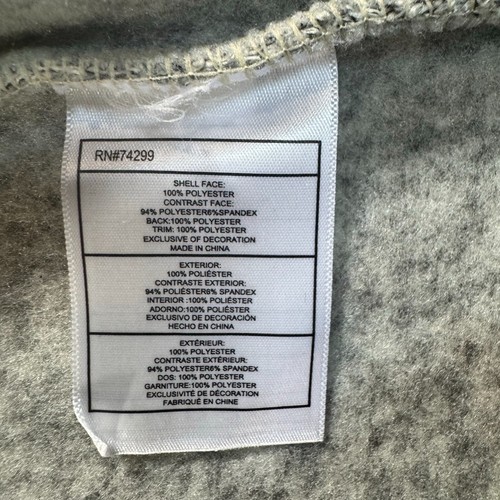 RN#74299
SHELL FACE:
100% POLYESTER
CONTRAST FACE:
94% POLYESTER6%SPANDEX
BACK:100% POLYESTER
TRIM: 100% POLYESTER
EXCLUSIVE OF DECORATION
MADE IN CHINA
EXTERIOR:
100% POLIÉSTER
CONTRASTE EXTERIOR:
94% POLIÉSTER6% SPANDEX
INTERIOR :100% POLIÉSTER
ADORNO:100% POLIÉSTER
EXCLUSIVO DE DECORACIÓN
HECHO EN CHINA
EXTÉRIEUR:
100% POLYESTER
CONTRASTE EXTÉRIEUR:
94% POLYESTER6% SPANDEX
DOS: 100% POLYESTER
GARNITURE:100% POLYESTER
EXCLUSIVITÉ DE DÉCORATION
FABRIQUÉ EN CHINE